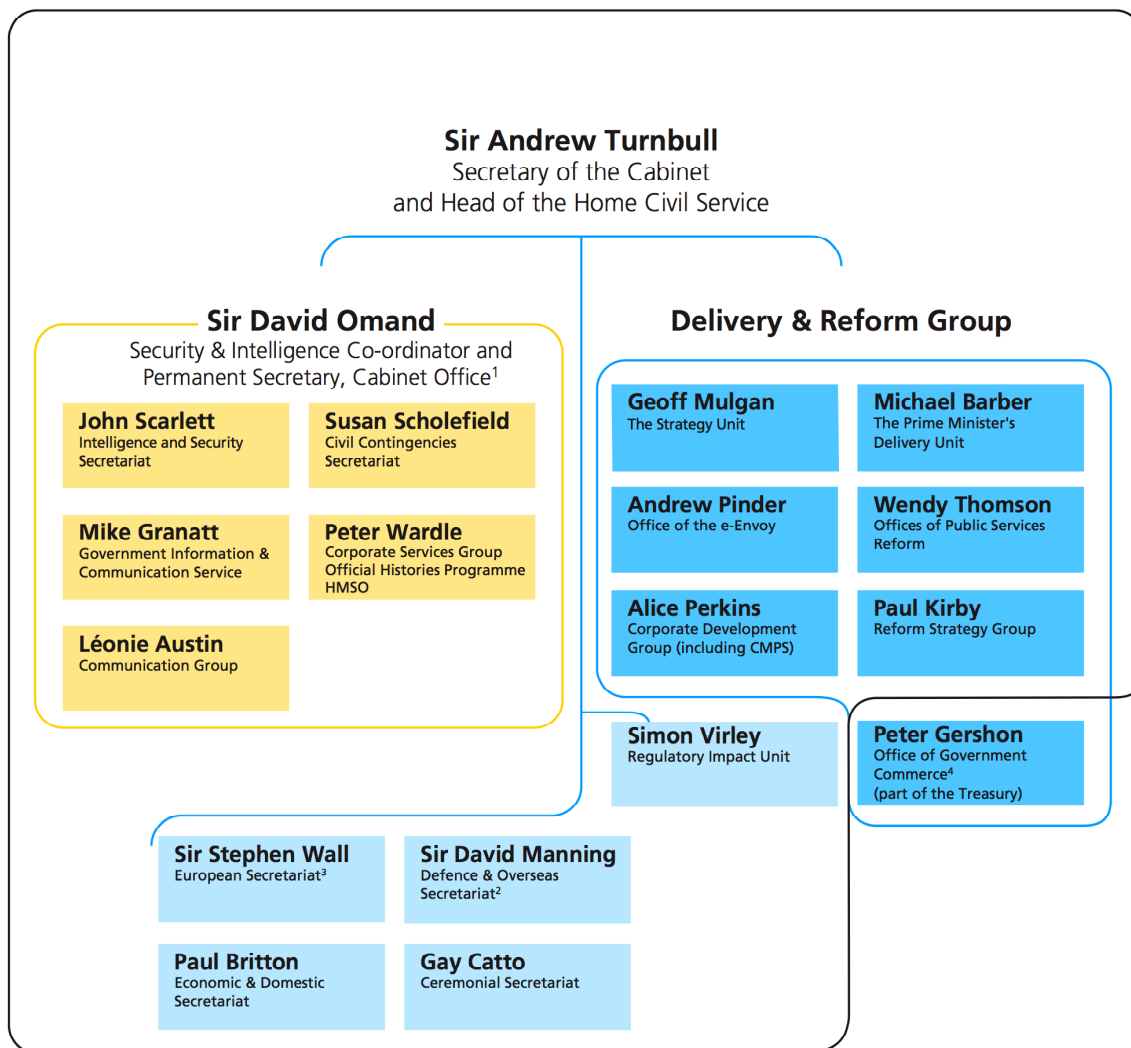 Sir Andrew Turnbull
Secretary of the Cabinet
and Head of the Home Civil Service
Sir David Omand
Security & Intelligence Co-ordinator and
Permanent Secretary, Cabinet Office¹
John Scarlett
Intelligence and Security
Secretariat
Susan Scholefield
Civil Contingencies
Secretariat
Mike Granatt
Government Information &
Communication Service
Peter Wardle
Corporate Services Group
Official Histories Programme
HMSO
Léonie Austin
Communication Group
Delivery & Reform Group
Geoff Mulgan
The Strategy Unit
Michael Barber
The Prime Minister's
Delivery Unit
Andrew Pinder
Office of the e-Envoy
Wendy Thomson
Offices of Public Services
Reform
Alice Perkins
Corporate Development
Group (including CMPS)
Paul Kirby
Reform Strategy Group
Simon Virley
Regulatory Impact Unit
Peter Gershon
Office of Government
Commerce⁴
(part of the Treasury)
Sir Stephen Wall
European Secretariat³
Sir David Manning
Defence & Overseas
Secretariat²
Paul Britton
Economic & Domestic
Secretariat
Gay Catto
Ceremonial Secretariat